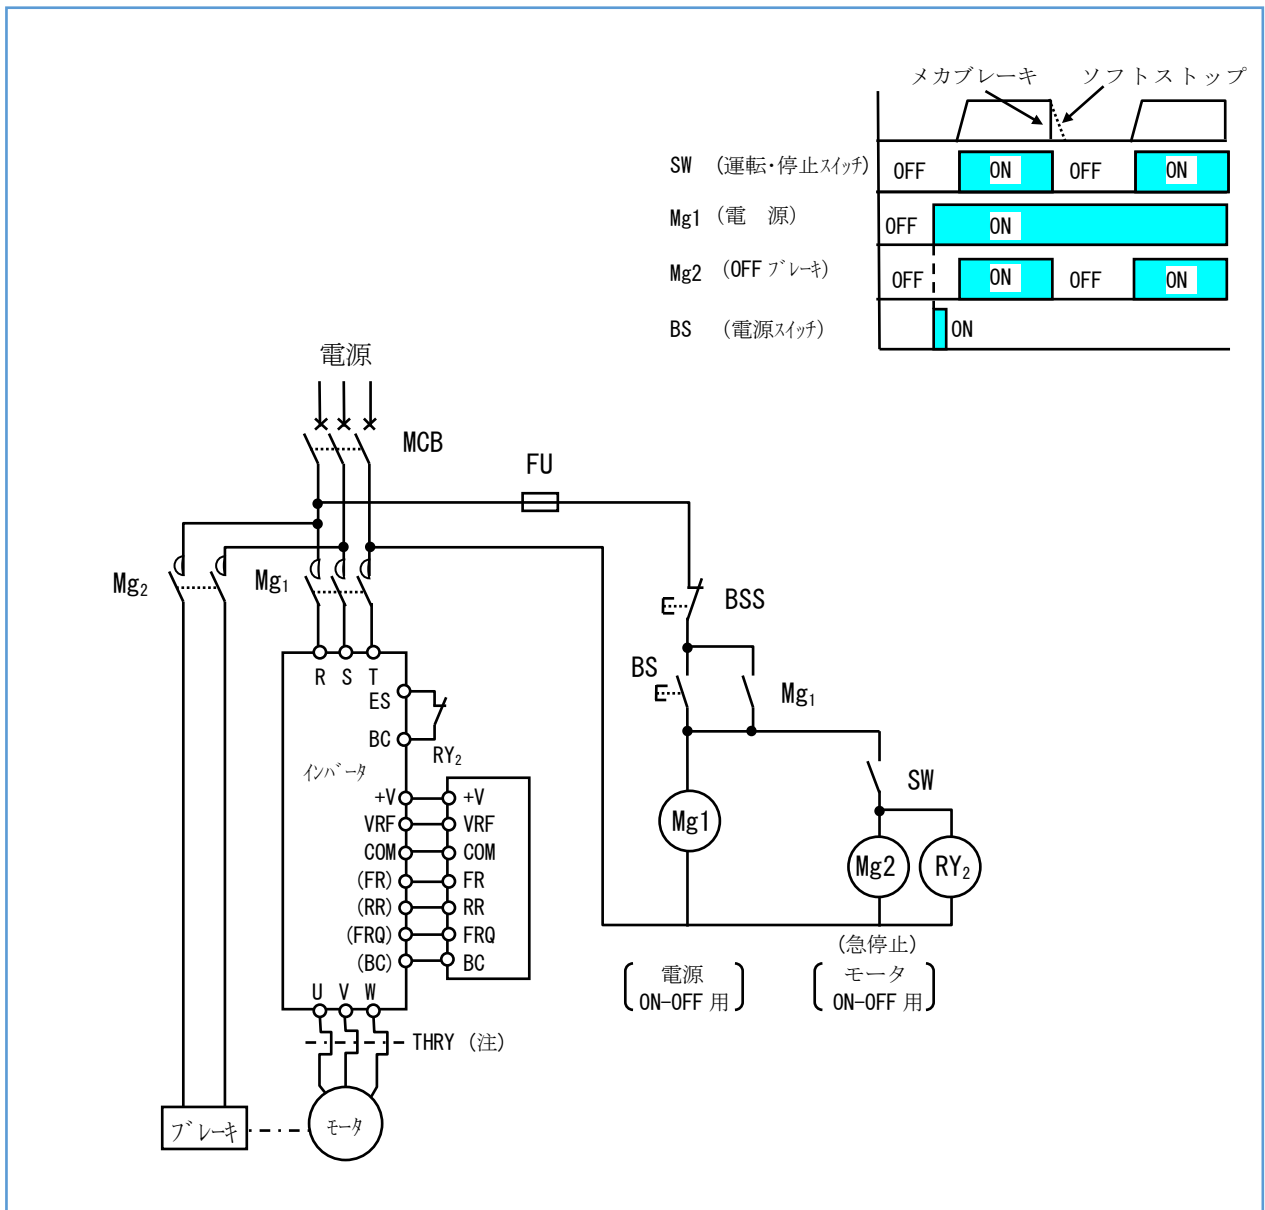 メカブレーキ ソフトストップ
SW (運転・停止スイッチ) OFF ON OFF ON
Mg1 (電 源) OFF ON
Mg2 (OFF ブレーキ) OFF ON OFF ON
BS (電源スイッチ) ON
電源
MCB
FU
Mg2
Mg1
BSS
BS
Mg1
R S T
ES
BC
RY2
インバータ
SW
+V +V
VRF VRF
COM COM
(FR) FR
(RR) RR
(FRQ) FRQ
(BC) BC
Mg1
Mg2
RY2
(急停止)
電源
ON-OFF 用
モータ
ON-OFF 用
U V W
THRY (注)
ブレーキ
モータ